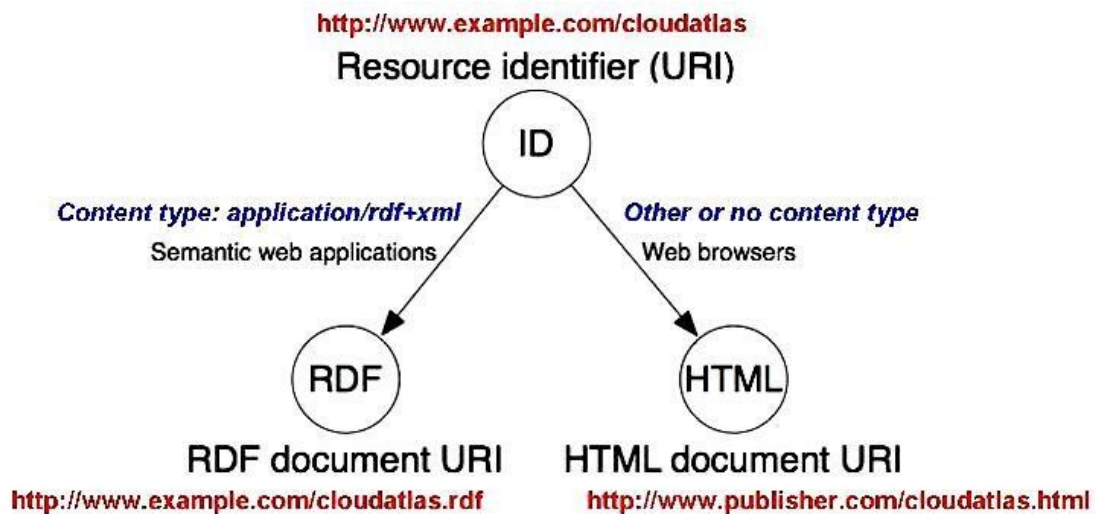 http://www.example.com/cloudatlas
Resource identifier (URI)
ID
Content type: application/rdf+xml
Semantic web applications
Other or no content type
Web browsers
RDF
HTML
RDF document URI
HTML document URI
http://www.example.com/cloudatlas.rdf
http://www.publisher.com/cloudatlas.html